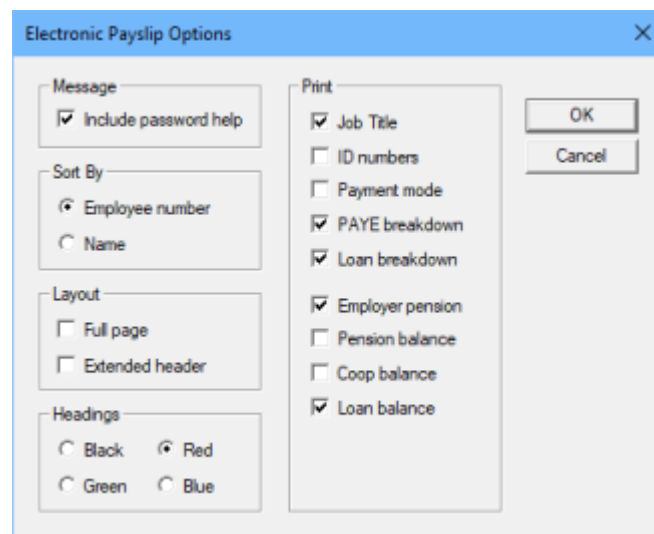 Electronic Payslip Options
Message
Include password help
Sort By
Employee number
Name
Layout
Full page
Extended header
Headings
Black Red
Green Blue
Print
Job Title
ID numbers
Payment mode
PAYE breakdown
Loan breakdown
Employer pension
Pension balance
Coop balance
Loan balance
OK
Cancel